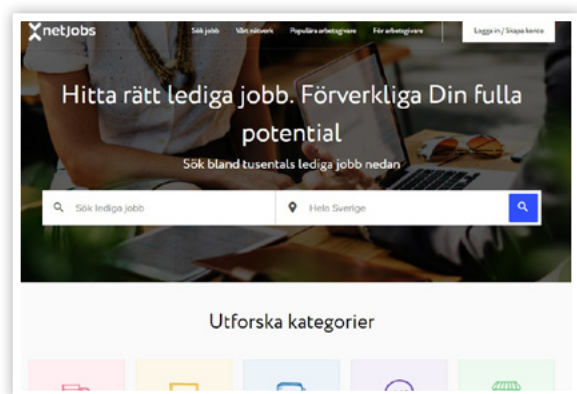 netJobs
Sök jobb Vårt nätverk Populära arbetsgivare För arbetsgivare Logga in / Skapa konto
Hitta rätt lediga jobb. Förverkliga Din fulla
potential
Sök bland tusentals lediga jobb nedan
Sök lediga jobb Hela Sverige
Utforska kategorier